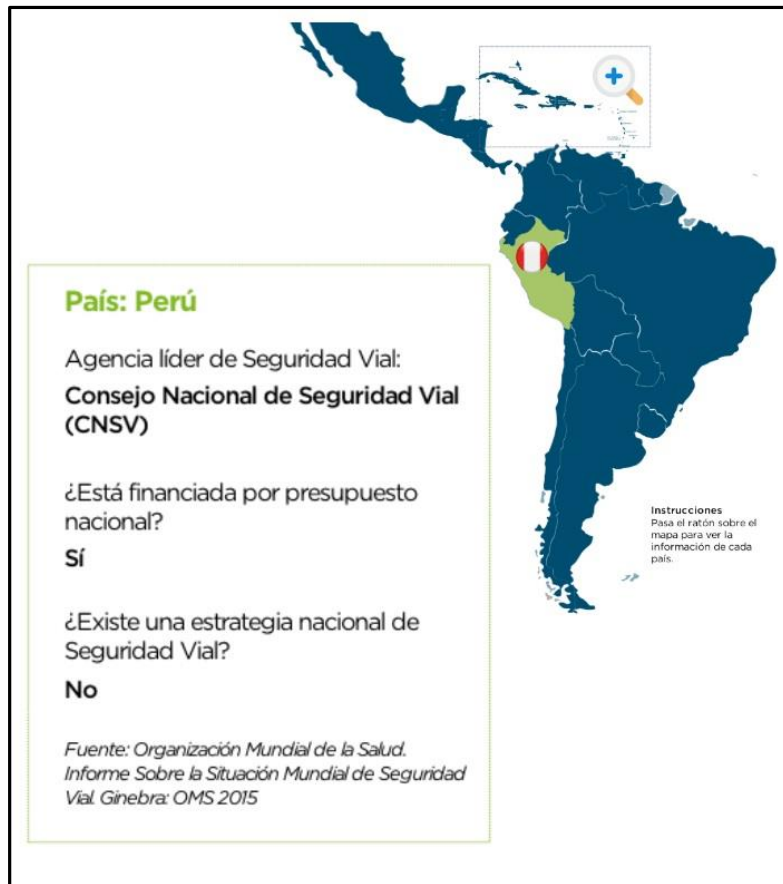 País: Perú
Agencia líder de Seguridad Vial:
Consejo Nacional de Seguridad Vial
(CNSV)
¿Está financiada por presupuesto
nacional?
Sí
¿Existe una estrategia nacional de
Seguridad Vial?
No
Fuente: Organización Mundial de la Salud.
Informe Sobre la Situación Mundial de Seguridad
Vial. Ginebra: OMS 2015
Instrucciones
Pasa el ratón sobre el
mapa para ver la
información de cada
país.